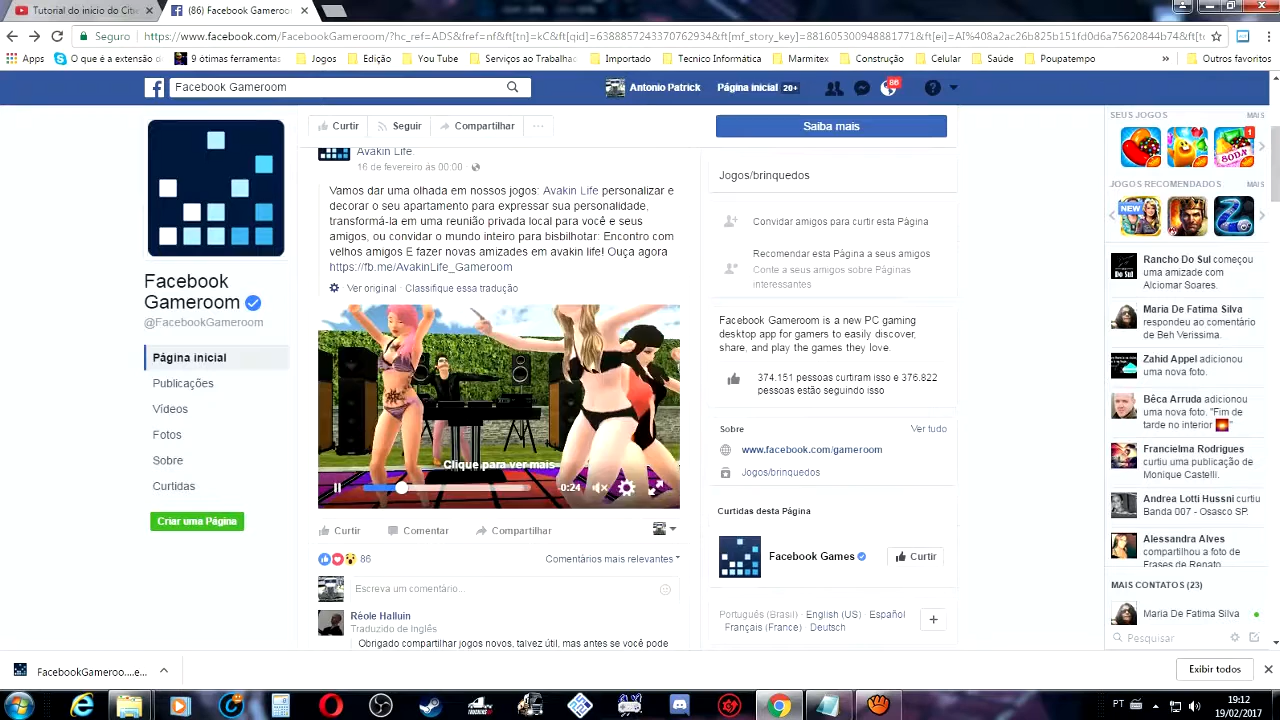 Tutorial do inicio do Cite
(86) Facebook Gameroom
Seguro
https://www.facebook.com/FacebookGameroom/?hc_ref=ADS&fref=nf&ft[tn]=kC&ft[qid]=6388857243370762934&ft[mf_story_key]=881605300948881771&ft[ei]=AI%408a2ac26b825b151fd0d6a75620844b74&ft[to
Apps
O que é a extensão d
9 ótimas ferramentas
Jogos
Edição
You Tube
Serviços ao Trabalhac
Importado
Tecnico Informática
Marmitex
Construção
Celular
Saúde
Poupatempo
»
Outros favoritos
Facebook Gameroom
Antonio Patrick
Página inicial 20+
86
Curtir
Seguir
Compartilhar
Saiba mais
Facebook
Gameroom
@FacebookGameroom
Página inicial
Publicações
Vídeos
Fotos
Sobre
Curtidas
Criar uma Página
Avakin Life.
16 de fevereiro às 00:00 ·
Vamos dar uma olhada em nossos jogos: Avakin Life personalizar e
decorar o seu apartamento para expressar sua personalidade,
transformá-la em uma reunião privada local para você e seus
amigos, ou convidar o mundo inteiro para bisbilhotar: Encontro com
velhos amigos E fazer novas amizades em avakin life! Ouça agora
https://fb.me/AvakinLife_Gameroom
Ver original · Classifique essa tradução
Clique para ver mais
-0:24
Curtir
Comentar
Compartilhar
86
Comentários mais relevantes
Escreva um comentário...
Réole Halluin
Traduzido de Inglês
Obrigado compartilhar jogos novos, talvez útil, mas antes se você pode
Jogos/brinquedos
Convidar amigos para curtir esta Página
Recomendar esta Página a seus amigos
Conte a seus amigos sobre Páginas
interessantes
Facebook Gameroom is a new PC gaming
desktop app for gamers to easily discover,
share, and play the games they love.
374.151 pessoas curtiram isso e 376.822
pessoas estão seguindo isso
Sobre
Ver tudo
www.facebook.com/gameroom
Jogos/brinquedos
Curtidas desta Página
Facebook Games
Curtir
Português (Brasil) · English (US) · Español ·
Français (France) · Deutsch
+
SEUS JOGOS
MAIS
SODA
1
JOGOS RECOMENDADOS
MAIS
NEW
Rancho Do Sul começou
uma amizade com
Alciomar Soares.
Maria De Fatima Silva
respondeu ao comentário
de Beh Verissima.
Zahid Appel adicionou
uma nova foto.
Béca Arruda adicionou
uma nova foto. "Fim de
tarde no interior "
Francielma Rodrigues
curtiu uma publicação de
Monique Castelli.
Andrea Lotti Hussni curtiu
Banda 007 - Osasco SP.
Alessandra Alves
compartilhou a foto de
Frases de Renato
MAIS CONTATOS (23)
Maria De Fatima Silva
Pesquisar
FacebookGameroo....e...
Exibir todos
PT
19:12
19/02/2017